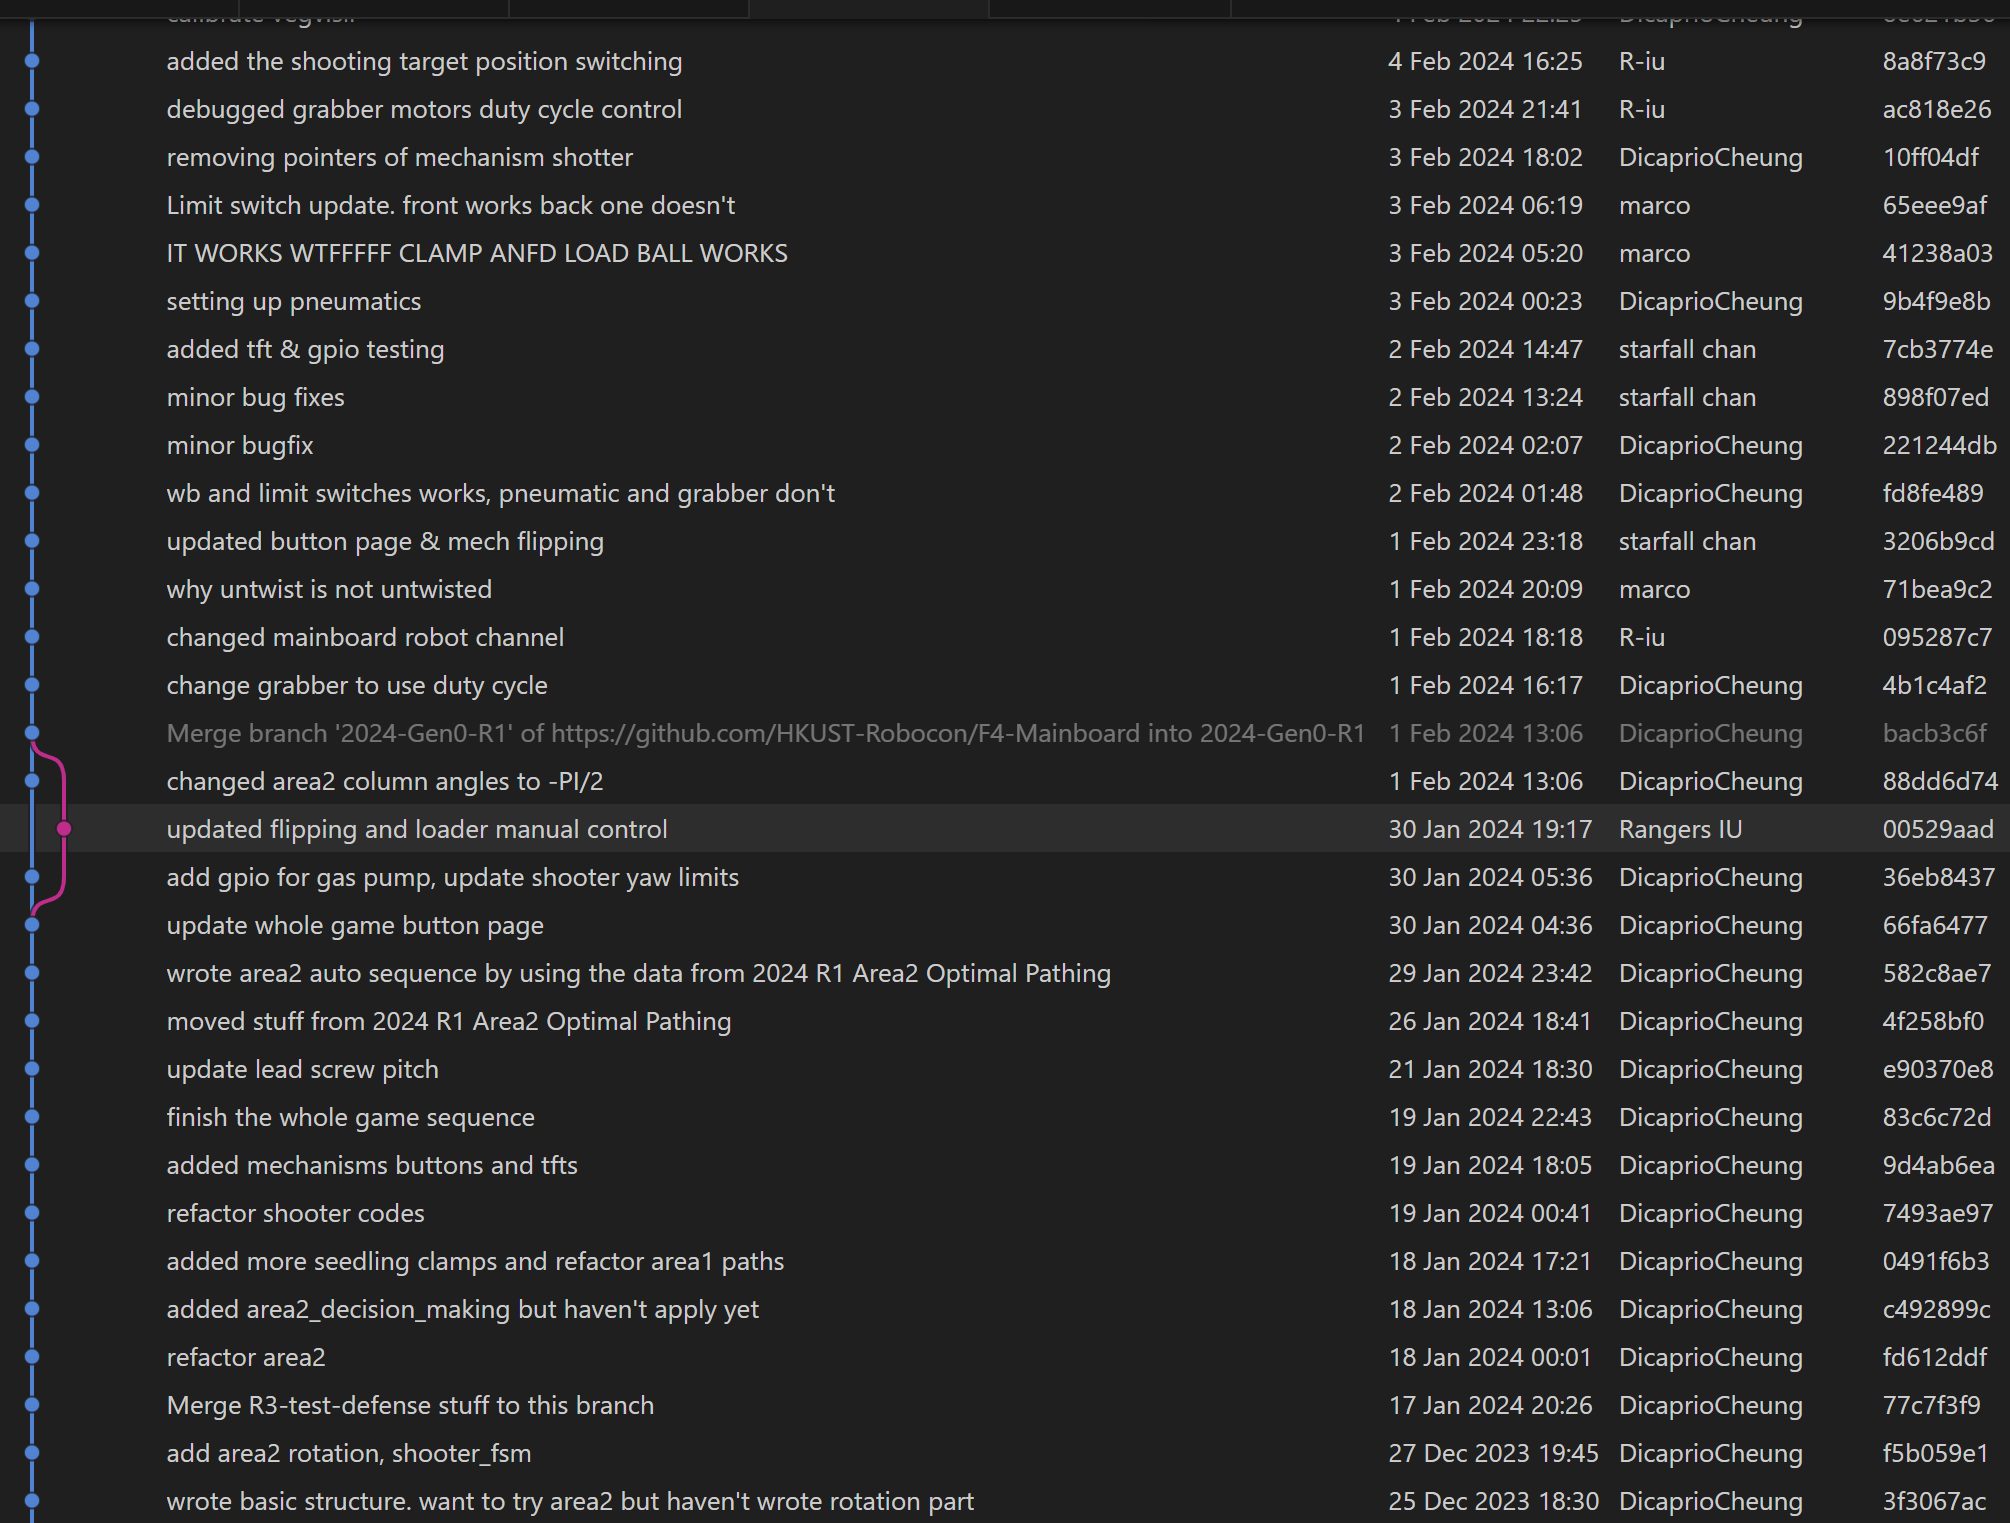 added the shooting target position switching 4 Feb 2024 16:25 R-iu 8a8f73c9
debugged grabber motors duty cycle control 3 Feb 2024 21:41 R-iu ac818e26
removing pointers of mechanism shotter 3 Feb 2024 18:02 DicaprioCheung 10ff04df
Limit switch update. front works back one doesn't 3 Feb 2024 06:19 marco 65eee9af
IT WORKS WTFFFFF CLAMP ANFD LOAD BALL WORKS 3 Feb 2024 05:20 marco 41238a03
setting up pneumatics 3 Feb 2024 00:23 DicaprioCheung 9b4f9e8b
added tft & gpio testing 2 Feb 2024 14:47 starfall chan 7cb3774e
minor bug fixes 2 Feb 2024 13:24 starfall chan 898f07ed
minor bugfix 2 Feb 2024 02:07 DicaprioCheung 221244db
wb and limit switches works, pneumatic and grabber don't 2 Feb 2024 01:48 DicaprioCheung fd8fe489
updated button page & mech flipping 1 Feb 2024 23:18 starfall chan 3206b9cd
why untwist is not untwisted 1 Feb 2024 20:09 marco 71bea9c2
changed mainboard robot channel 1 Feb 2024 18:18 R-iu 095287c7
change grabber to use duty cycle 1 Feb 2024 16:17 DicaprioCheung 4b1c4af2
Merge branch '2024-Gen0-R1' of https://github.com/HKUST-Robocon/F4-Mainboard into 2024-Gen0-R1 1 Feb 2024 13:06 DicaprioCheung bacb3c6f
changed area2 column angles to -PI/2 1 Feb 2024 13:06 DicaprioCheung 88dd6d74
updated flipping and loader manual control 30 Jan 2024 19:17 Rangers IU 00529aad
add gpio for gas pump, update shooter yaw limits 30 Jan 2024 05:36 DicaprioCheung 36eb8437
update whole game button page 30 Jan 2024 04:36 DicaprioCheung 66fa6477
wrote area2 auto sequence by using the data from 2024 R1 Area2 Optimal Pathing 29 Jan 2024 23:42 DicaprioCheung 582c8ae7
moved stuff from 2024 R1 Area2 Optimal Pathing 26 Jan 2024 18:41 DicaprioCheung 4f258bf0
update lead screw pitch 21 Jan 2024 18:30 DicaprioCheung e90370e8
finish the whole game sequence 19 Jan 2024 22:43 DicaprioCheung 83c6c72d
added mechanisms buttons and tfts 19 Jan 2024 18:05 DicaprioCheung 9d4ab6ea
refactor shooter codes 19 Jan 2024 00:41 DicaprioCheung 7493ae97
added more seedling clamps and refactor area1 paths 18 Jan 2024 17:21 DicaprioCheung 0491f6b3
added area2_decision_making but haven't apply yet 18 Jan 2024 13:06 DicaprioCheung c492899c
refactor area2 18 Jan 2024 00:01 DicaprioCheung fd612ddf
Merge R3-test-defense stuff to this branch 17 Jan 2024 20:26 DicaprioCheung 77c7f3f9
add area2 rotation, shooter_fsm 27 Dec 2023 19:45 DicaprioCheung f5b059e1
wrote basic structure. want to try area2 but haven't wrote rotation part 25 Dec 2023 18:30 DicaprioCheung 3f3067ac